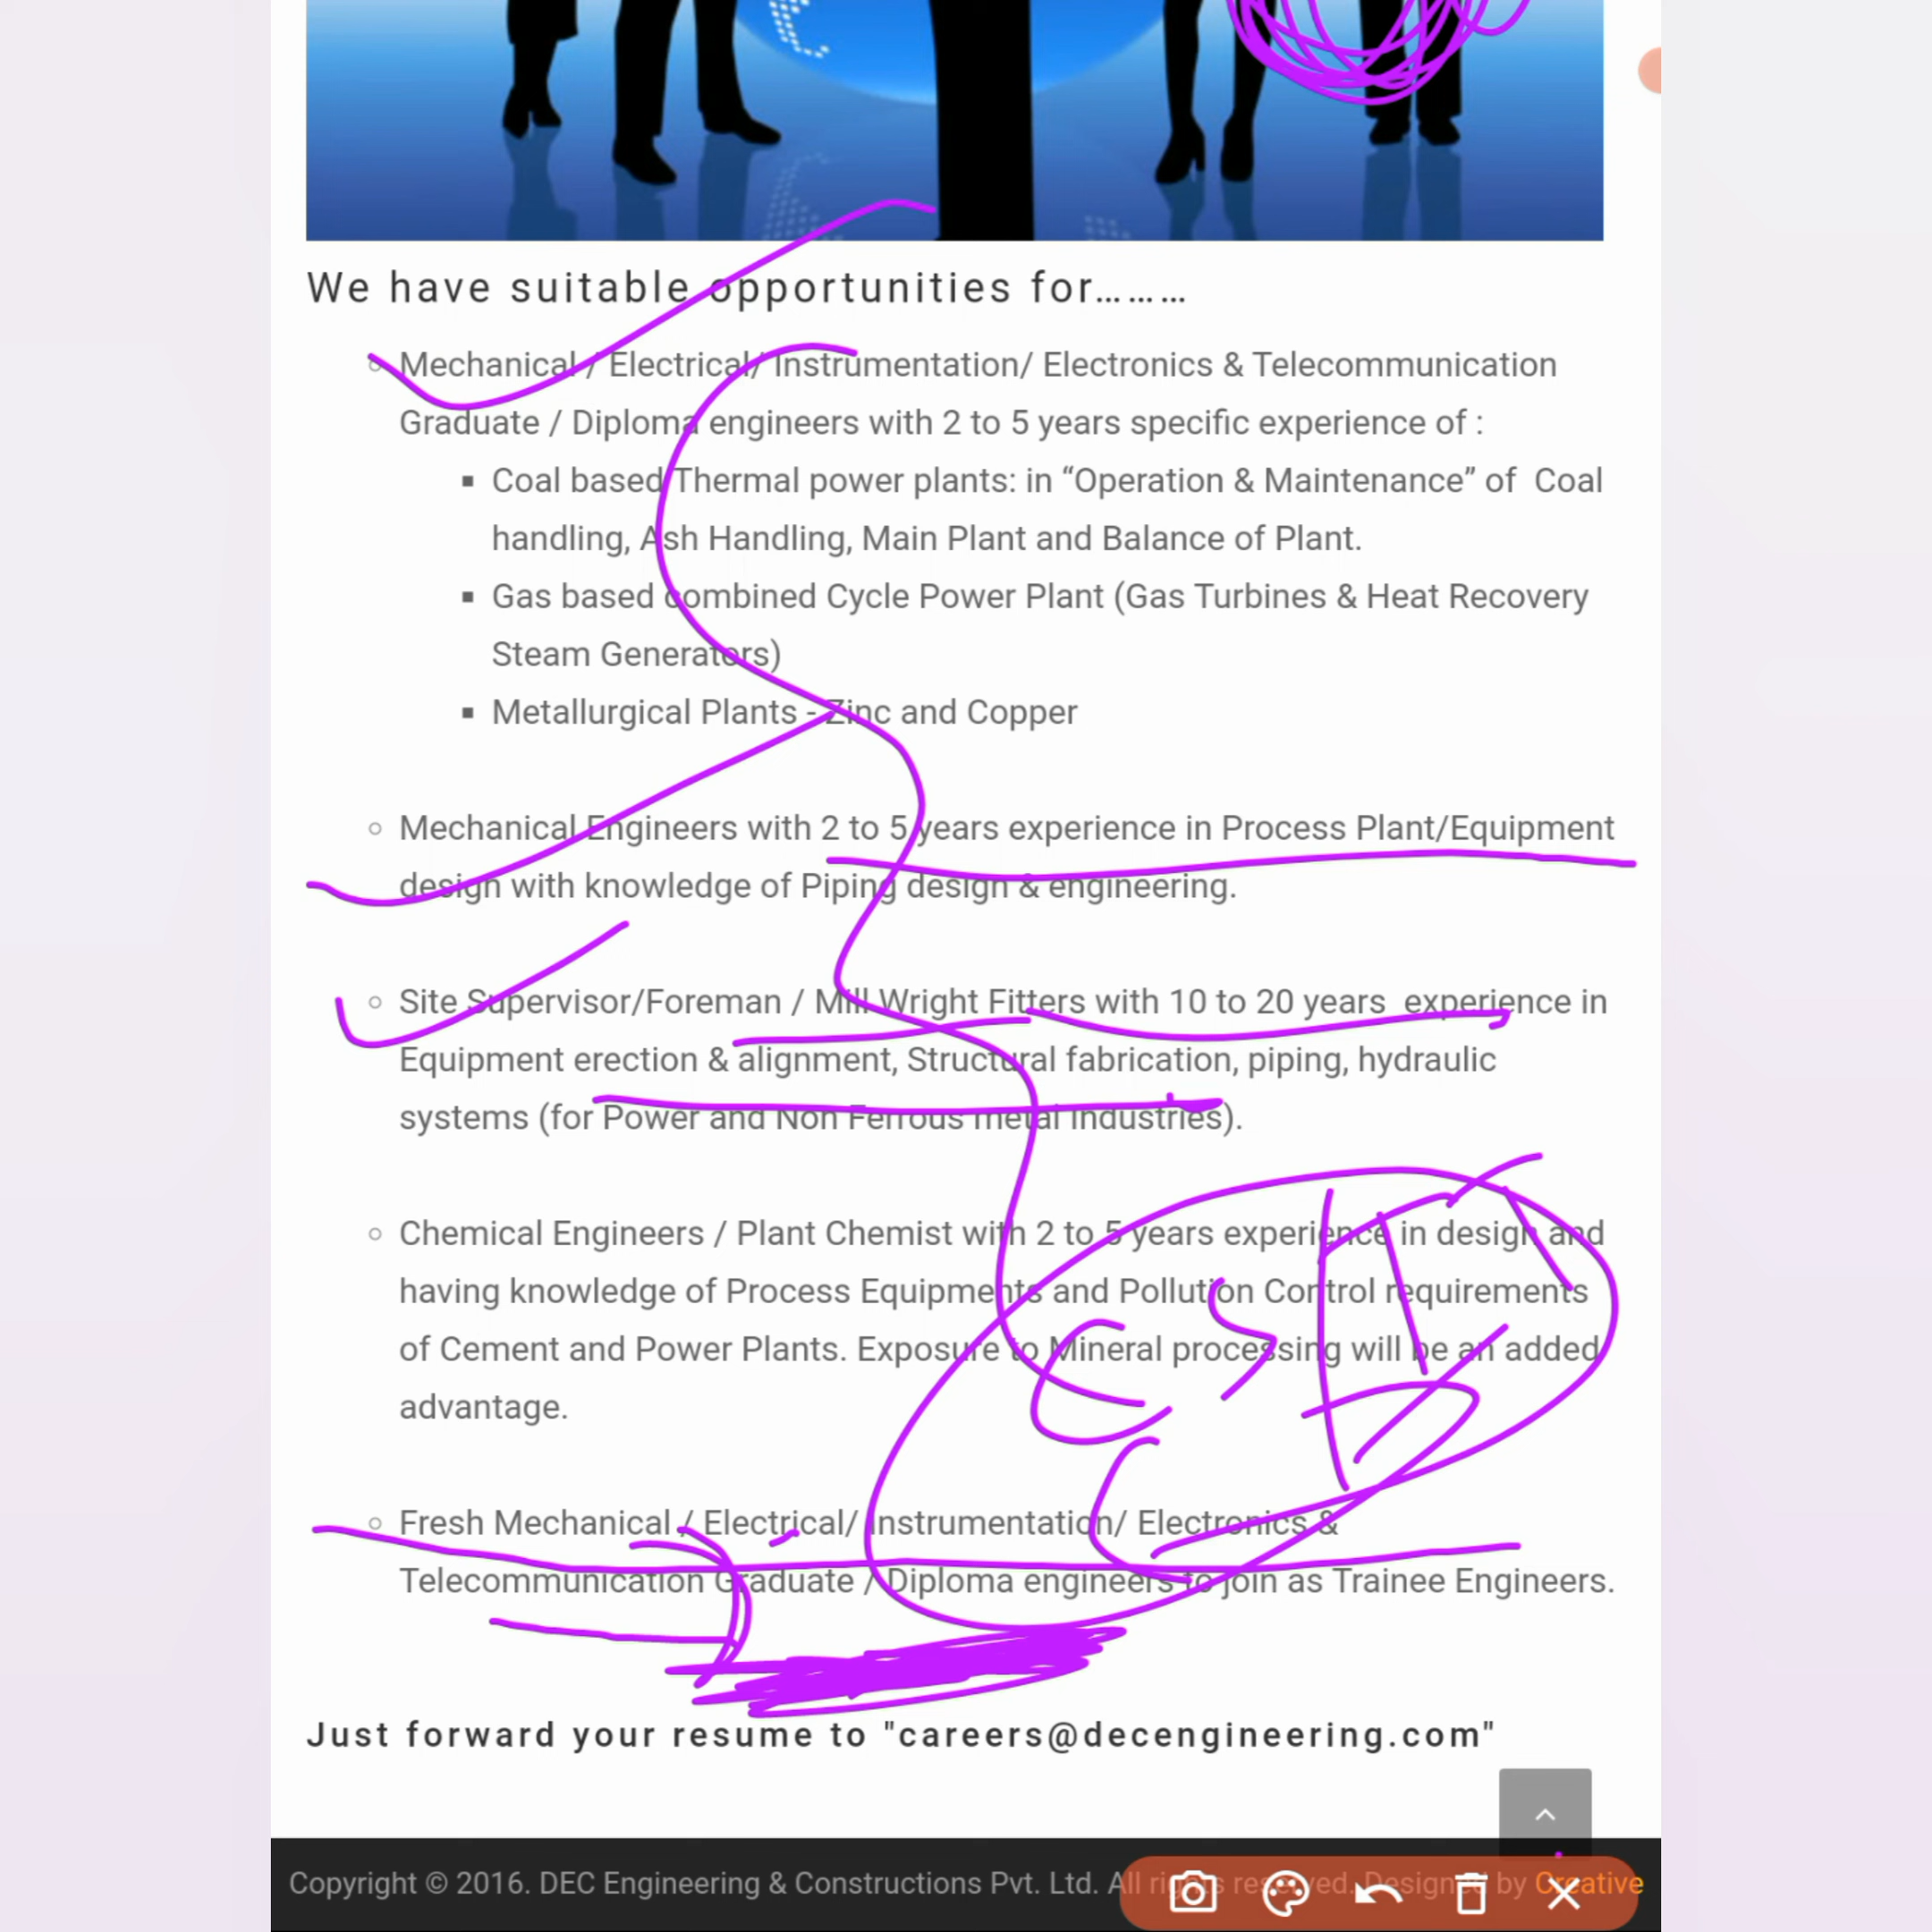 We have suitable opportunities for………
Mechanical / Electrical/ Instrumentation/ Electronics & Telecommunication
Graduate / Diploma engineers with 2 to 5 years specific experience of :
Coal based Thermal power plants: in “Operation & Maintenance” of Coal
handling, Ash Handling, Main Plant and Balance of Plant.
Gas based combined Cycle Power Plant (Gas Turbines & Heat Recovery
Steam Generators)
Metallurgical Plants - Zinc and Copper
Mechanical Engineers with 2 to 5 years experience in Process Plant/Equipment
design with knowledge of Piping design & engineering.
Site Supervisor/Foreman / Mill Wright Fitters with 10 to 20 years experience in
Equipment erection & alignment, Structural fabrication, piping, hydraulic
systems (for Power and Non Ferrous metal Industries).
Chemical Engineers / Plant Chemist with 2 to 5 years experience in design and
having knowledge of Process Equipments and Pollution Control requirements
of Cement and Power Plants. Exposure to Mineral processing will be an added
advantage.
Fresh Mechanical / Electrical/ Instrumentation/ Electronics &
Telecommunication Graduate / Diploma engineers to join as Trainee Engineers.
Just forward your resume to "careers@decengineering.com"
Copyright © 2016. DEC Engineering & Constructions Pvt. Ltd. All rights reserved. Designed by Creative